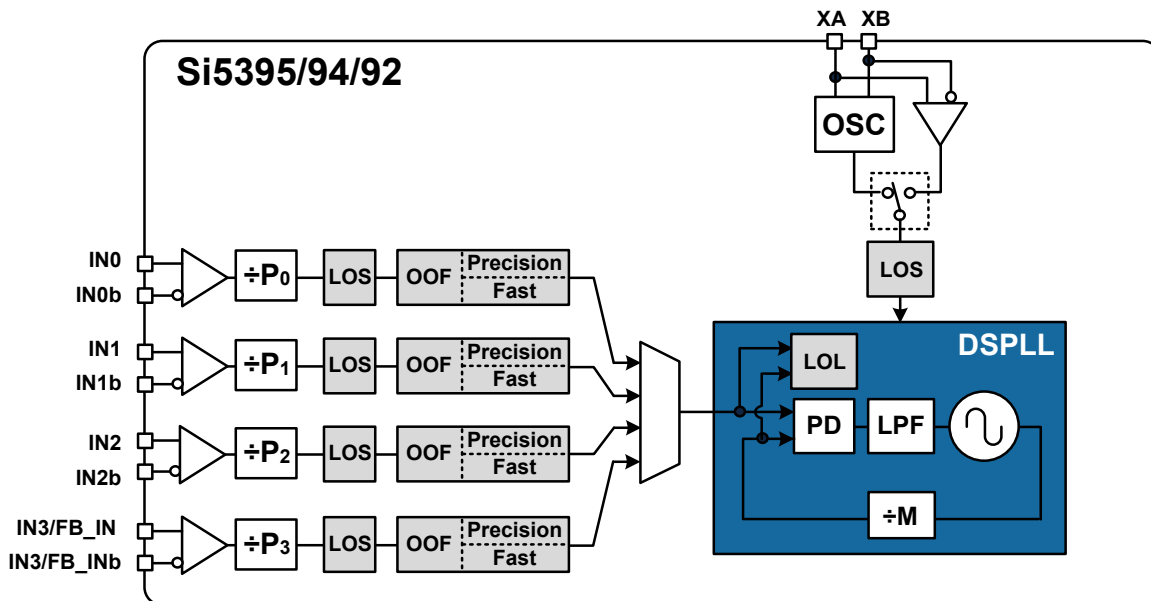 XA XB
Si5395/94/92
OSC
LOS
IN0
IN0b
÷P0
LOS
OOF
Precision
Fast
IN1
IN1b
÷P1
LOS
OOF
Precision
Fast
IN2
IN2b
÷P2
LOS
OOF
Precision
Fast
IN3/FB_IN
IN3/FB_INb
÷P3
LOS
OOF
Precision
Fast
DSPLL
LOL
PD
LPF
÷M